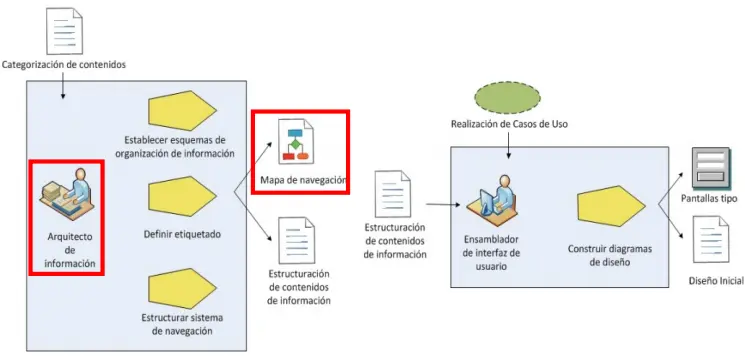 Categorización de contenidos
Establecer esquemas de
organización de información
Arquitecto
de
información
Definir etiquetado
Estructurar sistema
de navegación
Mapa de navegación
Estructuración
de contenidos
de información
Realización de Casos de Uso
Estructuración
de contenidos
de información
Ensamblador
de interfaz de
usuario
Construir diagramas
de diseño
Pantallas tipo
Diseño Inicial